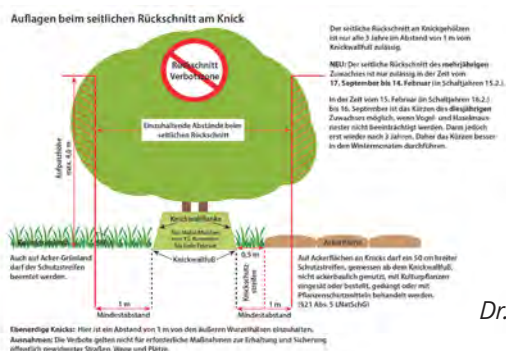 Auflagen beim seitlichen Rückschnitt am Knick
Der seitliche Rückschnitt an Knickgehölzen
ist nur alle 3 Jahre im Abstand von 1 m vom
Knickwallfuß zulässig.
NEU: Der seitliche Rückschnitt des mehrjährigen
Zuwachses ist nur zulässig in der Zeit vom
17. September bis 14. Februar (in Schaltjahren 15.2.).
In der Zeit vom 15. Februar (in Schaltjahren 16.2.)
bis 16. September ist das Kürzen des diesjährigen
Zuwachses möglich, wenn Vogel- und Haselmaus-
nester nicht beeinträchtigt werden. Dann jedoch
erst wieder nach 3 Jahren. Daher das Kürzen besser
in den Wintermonaten durchführen.
Rückschnitt
Verbotszone
Einzuhaltende Abstände beim
seitlichen Rückschnitt
Aufputzhöhe
max. 4,0 m
Knickwallflanke
Knickwallfuß
0,5 m
Ackerfläche
Auch auf Acker-Grünland
darf der Schutzstreifen
beweidet werden.
Knickschutz
streifen
Auf Ackerflächen an Knicks darf ein 50 cm breiter
Schutzstreifen, gemessen ab dem Knickwallfuß,
nicht ackerbaulich genutzt, mit Kulturpflanzen
eingesät oder bestellt, gedüngt oder mit
Pflanzenschutzmitteln behandelt werden.
(§21 Abs. 5 LNatSchG)
1 m
Mindestabstand
1 m
Mindestabstand
Dr.
Ebenerdige Knicks: Hier ist ein Abstand von 1 m von den äußeren Wurzelhälsen einzuhalten.
Ausnahmen: Die Verbote gelten nicht für erforderliche Maßnahmen zur Erhaltung und Sicherung
öffentlich gewidmeter Straßen, Wege und Plätze.